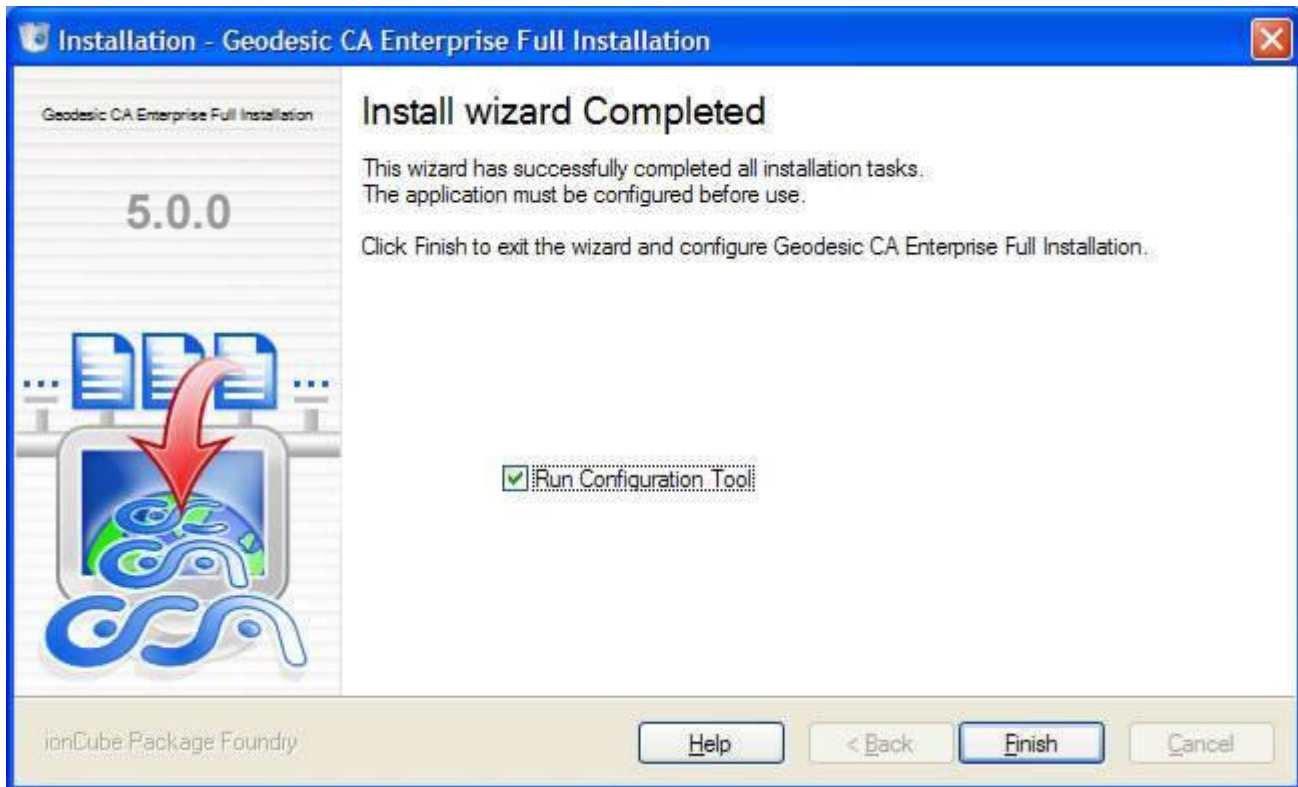 Installation - Geodesic CA Enterprise Full Installation
Geodesic CA Enterprise Full Installation
5.0.0
Install wizard Completed
This wizard has successfully completed all installation tasks.
The application must be configured before use.
Click Finish to exit the wizard and configure Geodesic CA Enterprise Full Installation.
Run Configuration Tool
ionCube Package Foundry
Help
< Back
Finish
Cancel